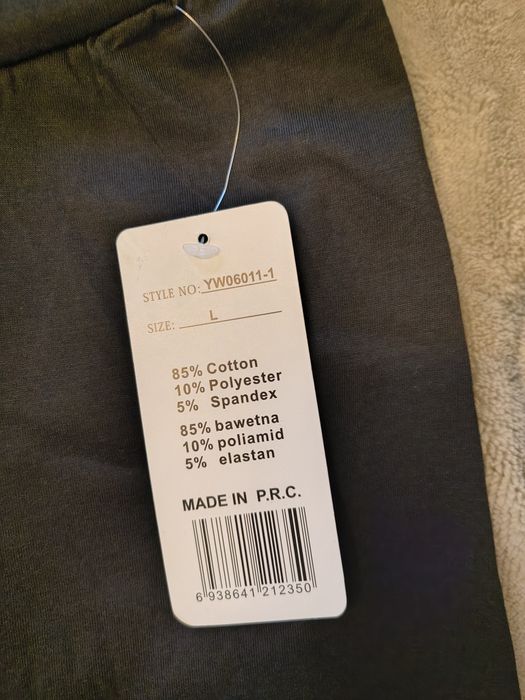 STYLE NO: YW06011-1
SIZE: L
85% Cotton
10% Polyester
5% Spandex
85% bawetna
10% poliamid
5% elastan
MADE IN P.R.C.
6 938641 212350